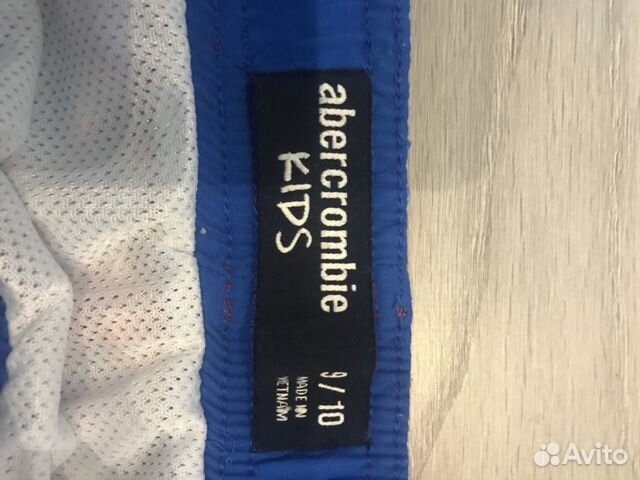 abercrombie
KIDS
9/10
MADE IN
VIETNAM
Avito